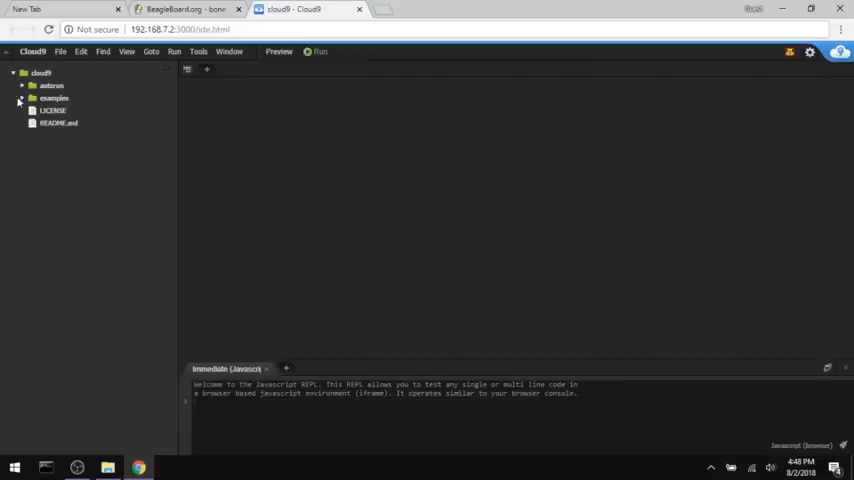 New Tab
BeagleBoard.org - bone
cloud9 - Cloud9
Guest
Not secure 192.168.7.2:3000/ide.html
Cloud9 File Edit Find View Goto Run Tools Window Preview Run
cloud9
autorun
examples
LICENSE
README.md
Immediate (Javascri
Welcome to the Javascript REPL. This REPL allows you to test any single or multi line code in
a browser based javascript environment (iframe). It operates similar to your browser console.
Javascript (browser)
4:48 PM
8/2/2018
4